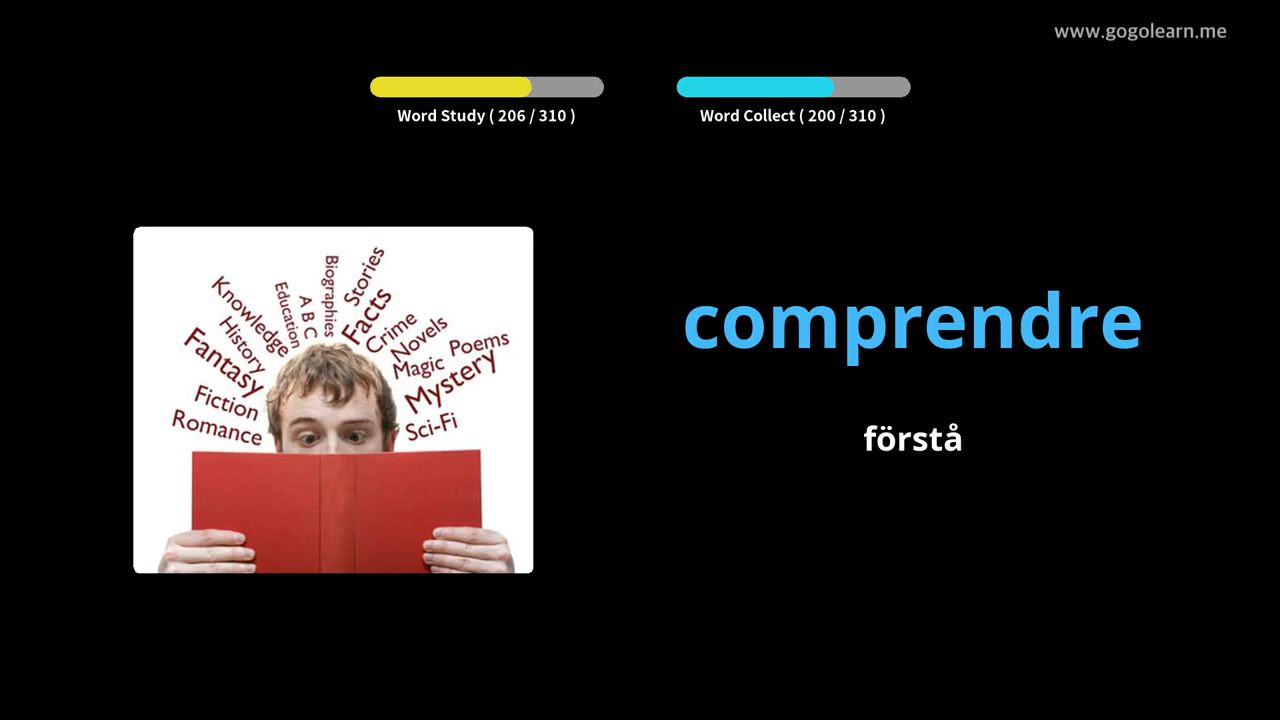 www.gogolearn.me
Word Study ( 206 / 310 )
Word Collect ( 200 / 310 )
Biographies
Stories
Education
A B C
Facts
Knowledge
Crime
History
Novels
Fantasy
Magic
Poems
Fiction
Mystery
Romance
Sci-Fi
comprendre
förstå